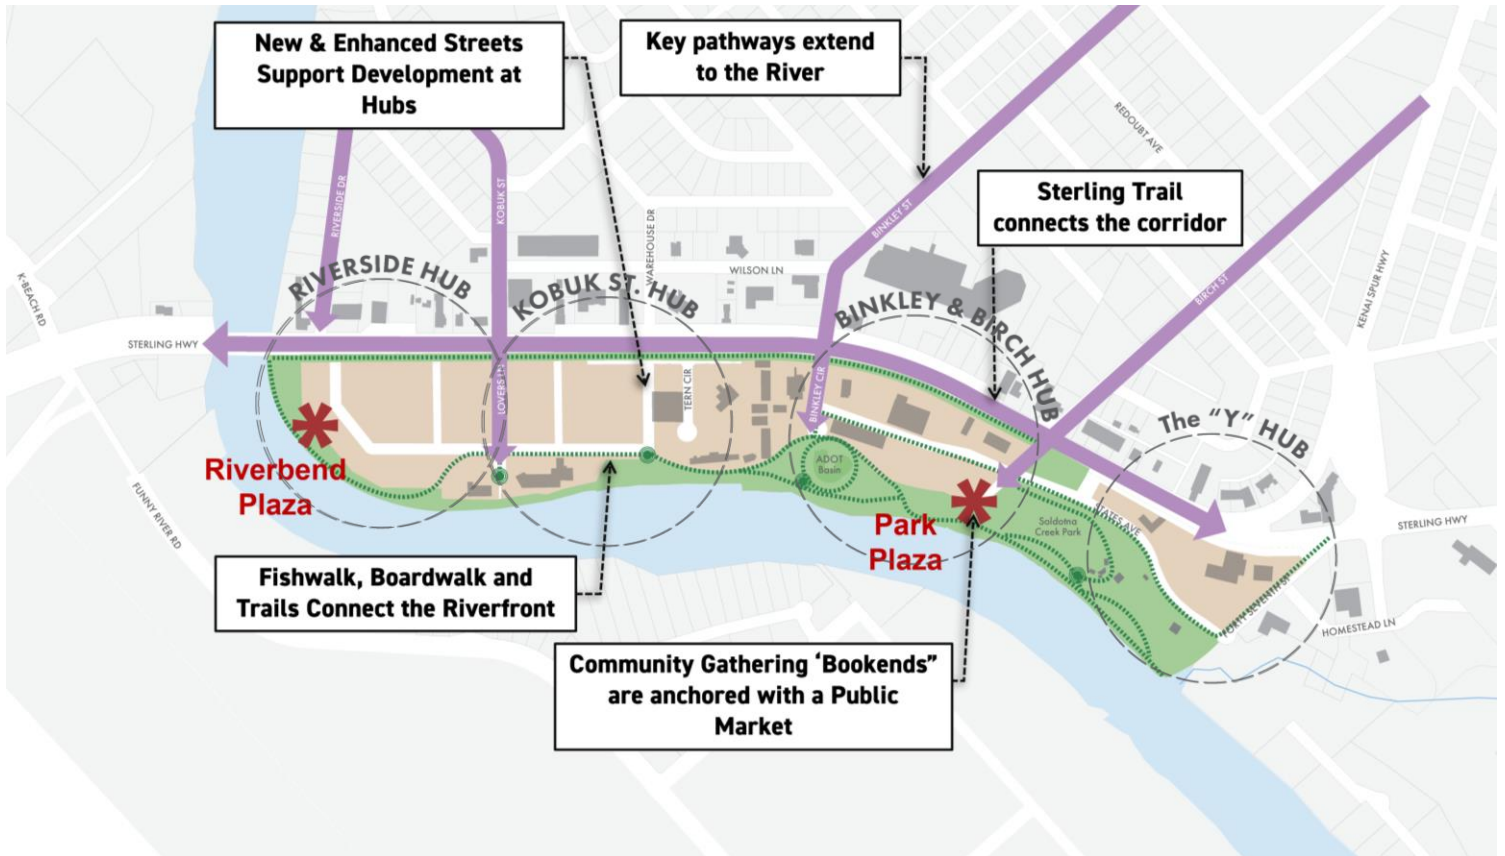 New & Enhanced Streets
Support Development at
Hubs
Key pathways extend
to the River
REDOUBT AVE
Sterling Trail
connects the corridor
RIVERSIDE DR
KOBUK ST
WAREHOUSE DR
BINKLEY ST
WILSON LN
BIRCH ST
KENAI SPUR HWY
K-BEACH RD
RIVERSIDE HUB
KOBUK ST. HUB
BINKLEY & BIRCH HUB
The “Y” HUB
STERLING HWY
TERN CIR
BINKLEY CIR
ADOT
Basin
Riverbend
Plaza
Park
Plaza
Soldotna
Creek Park
STERLING HWY
FUNNY RIVER RD
HOMESTEAD LN
Fishwalk, Boardwalk and
Trails Connect the Riverfront
Community Gathering ‘Bookends”
are anchored with a Public
Market